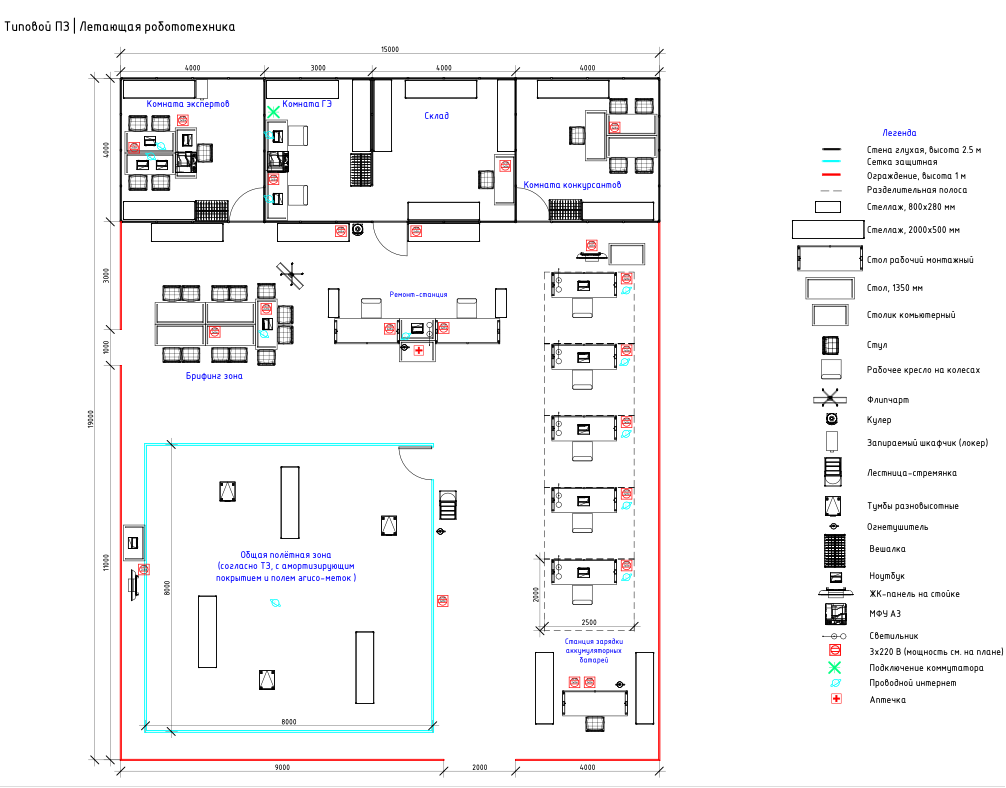 Типовой ПЗ | Летающая робототехника
15000
4000
3000
4000
4000
Комната экспертов
Комната ГЭ
Склад
Комната конкурсантов
4000
3000
1000
19000
11000
Ремонт-станция
Брифинг зона
Общая полётная зона
(согласно ТЗ, с амортизирующим
покрытием и полем aruco-меток )
8000
8000
2000
2500
Станция зарядки
аккумуляторных
батарей
9000
2000
4000
Легенда
Стена глухая, высота 2.5 м
Сетка защитная
Ограждение, высота 1 м
Разделительная полоса
Стеллаж, 800х280 мм
Стеллаж, 2000х500 мм
Стол рабочий монтажный
Стол, 1350 мм
Столик комьютерный
Стул
Рабочее кресло на колесах
Флипчарт
Кулер
Запираемый шкафчик (локер)
Лестница-стремянка
Тумбы разновысотные
Огнетушитель
Вешалка
Ноутбук
ЖК-панель на стойке
МФУ А3
Светильник
3х220 В (мощность см. на плане)
Подключение коммутатора
Проводной интернет
Аптечка